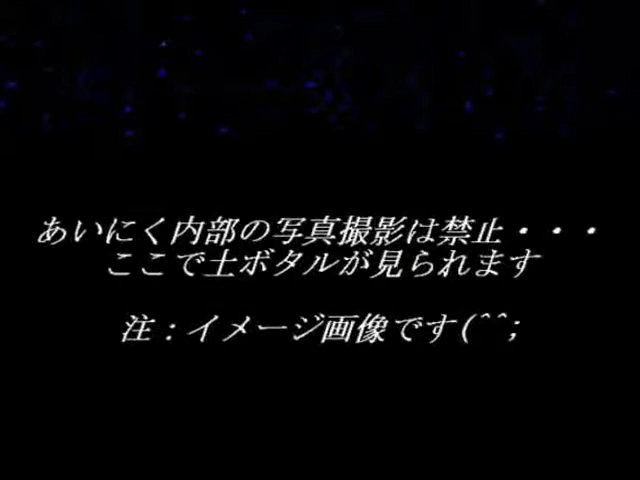 あいにく内部の写真撮影は禁止・・・
ここで土ボタルが見られます
注：イメージ画像です(^^;